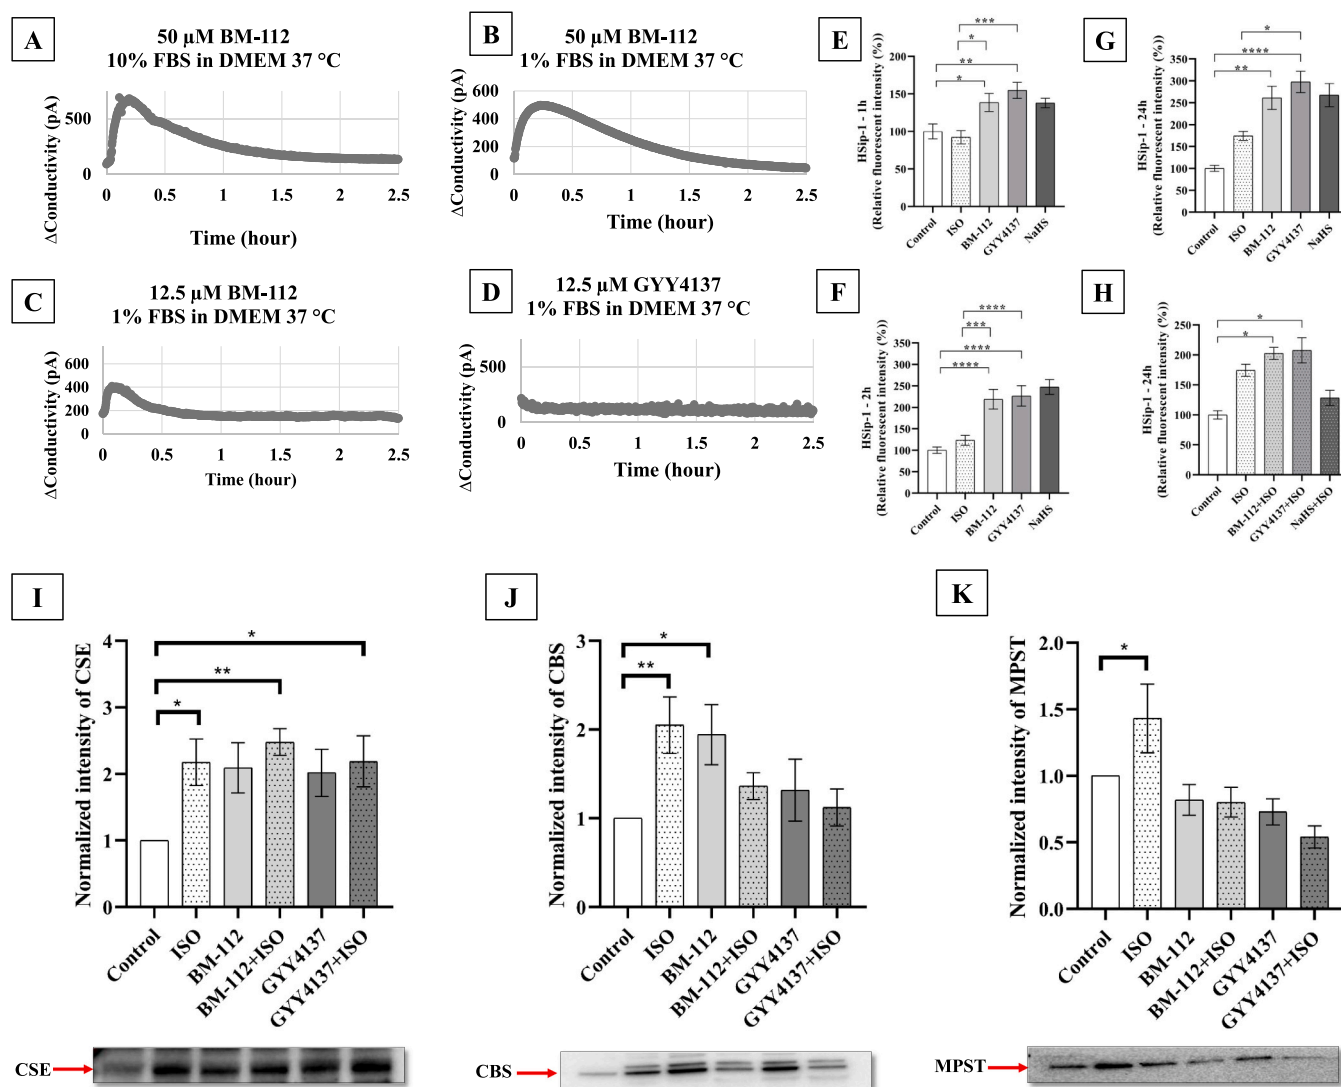 A
50 µM BM-112
10% FBS in DMEM 37 °C
ΔConductivity (pA)
500
0
0
0.5
1
1.5
2
2.5
Time (hour)
B
50 µM BM-112
1% FBS in DMEM 37 °C
ΔConductivity (pA)
600
400
200
0
0
0.5
1
1.5
2
2.5
Time (hour)
C
12.5 µM BM-112
1% FBS in DMEM 37 °C
ΔConductivity (pA)
600
400
200
0
0
0.5
1
1.5
2
2.5
Time (hour)
D
12.5 µM GYY4137
1% FBS in DMEM 37 °C
ΔConductivity (pA)
500
0
0
0.5
1
1.5
2
2.5
Time (hour)
E
HSip-1 - 1h
(Relative fluorescent intensity (%))
200
150
100
50
0
***
*
**
*
Control
ISO
BM-112
GYY4137
NaHS
F
HSip-1 - 2h
(Relative fluorescent intensity (%))
350
300
250
200
150
100
50
0
****
***
****
****
Control
ISO
BM-112
GYY4137
NaHS
G
HSip-1 - 24h
(Relative fluorescent intensity (%))
350
300
250
200
150
100
50
0
*
****
**
Control
ISO
BM-112
GYY4137
NaHS
H
HSip-1 - 24h
(Relative fluorescent intensity (%))
250
200
150
100
50
0
*
*
Control
ISO
BM-112+ISO
GYY4137+ISO
NaHS+ISO
I
Normalized intensity of CSE
4
3
2
1
0
*
**
*
Control
ISO
BM-112
BM-112+ISO
GYY4137
GYY4137+ISO
CSE
J
Normalized intensity of CBS
3
2
1
0
*
**
Control
ISO
BM-112
BM-112+ISO
GYY4137
GYY4137+ISO
CBS
K
Normalized intensity of MPST
2.0
1.5
1.0
0.5
0.0
*
Control
ISO
BM-112
BM-112+ISO
GYY4137
GYY4137+ISO
MPST